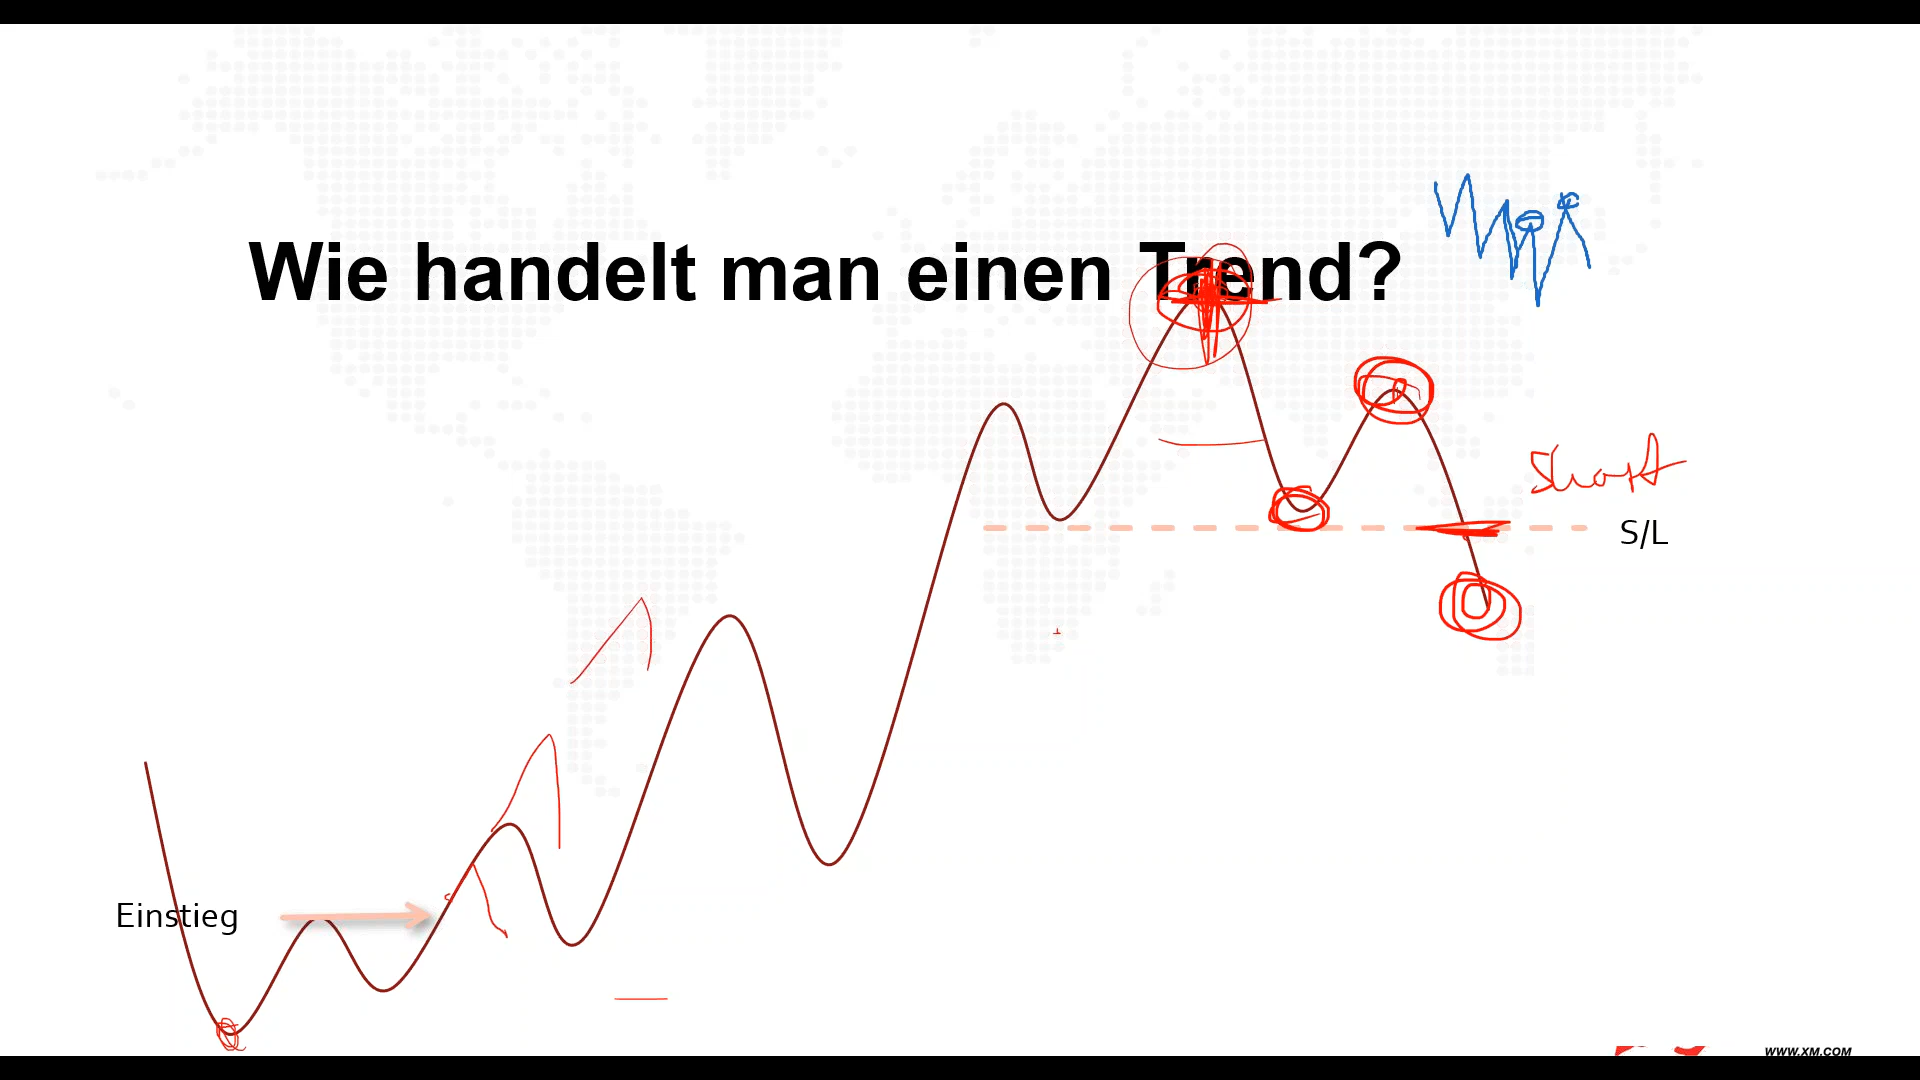 Wie handelt man einen Trend?
Short
S/L
Einstieg
WWW.XM.COM